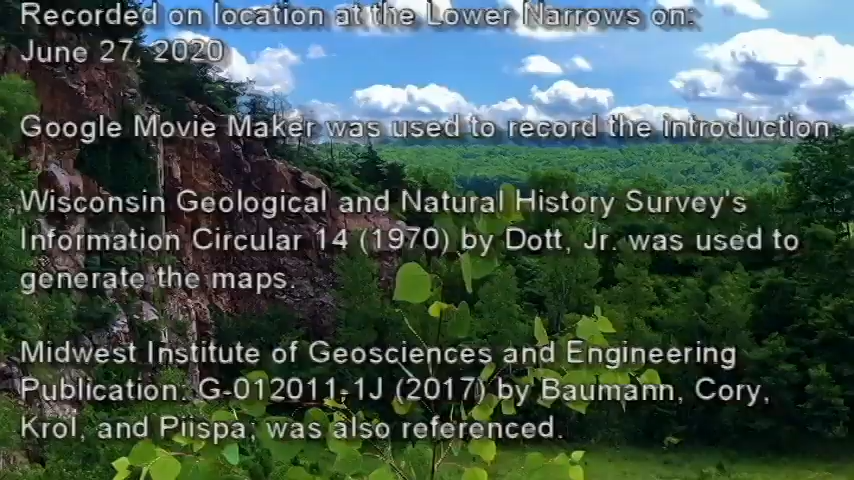 Recorded on location at the Lower Narrows on:
June 27, 2020
Google Movie Maker was used to record the introduction.
Wisconsin Geological and Natural History Survey's
Information Circular 14 (1970) by Dott, Jr. was used to
generate the maps.
Midwest Institute of Geosciences and Engineering
Publication: G-012011-1J (2017) by Baumann, Cory,
Krol, and Piispa; was also referenced.